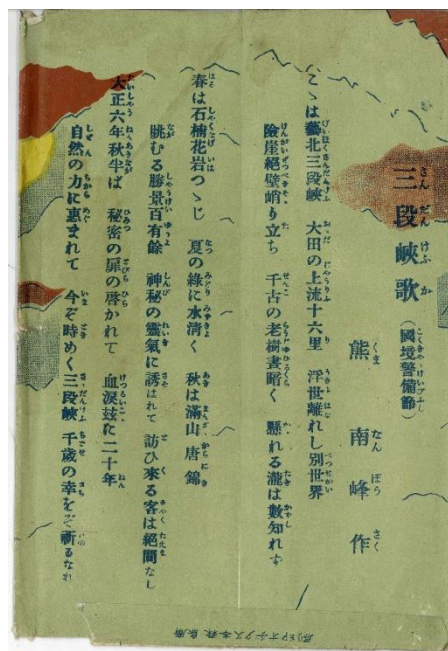 三段峽歌（國境警備節）
熊南峰作
こゝは藝北三段峽　大田の上流十六里　浮世離れし別世界
險崖絶壁峭り立ち　千古の老樹晝暗く　懸れる瀧は數知れず
春は石楠花岩つゝじ　夏の綠に水淸く　秋は滿山唐錦
眺むる勝景百有餘　神秘の靈氣に誘はれて　訪ひ來る客は絶間なし
大正六年秋半ば　秘密の扉の啓かれて　血淚玆に二十年
自然の力に惠まれて　今ぞ時めく三段峽　千歳の幸をぞ祈るなれ